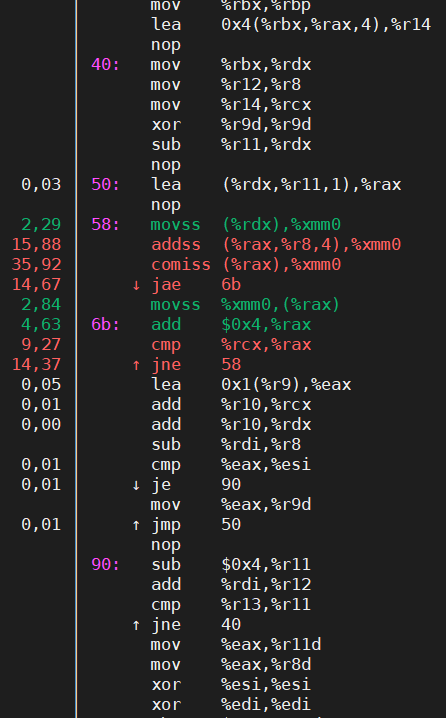 mov %rbx,%rbp
lea 0x4(%rbx,%rax,4),%r14
nop
40: mov %rbx,%rdx
mov %r12,%r8
mov %r14,%rcx
xor %r9d,%r9d
sub %r11,%rdx
nop
0,03 50: lea (%rdx,%r11,1),%rax
nop
2,29 58: movss (%rdx),%xmm0
15,88 addss (%rax,%r8,4),%xmm0
35,92 comiss (%rax),%xmm0
14,67 ↓ jae 6b
2,84 movss %xmm0,(%rax)
4,63 6b: add $0x4,%rax
9,27 cmp %rcx,%rax
14,37 ↑ jne 58
0,05 lea 0x1(%r9),%eax
0,01 add %r10,%rcx
0,00 add %r10,%rdx
sub %rdi,%r8
0,01 cmp %eax,%esi
0,01 ↓ je 90
mov %eax,%r9d
0,01 ↑ jmp 50
nop
90: sub $0x4,%r11
add %rdi,%r12
cmp %r13,%r11
↑ jne 40
mov %eax,%r11d
mov %eax,%r8d
xor %esi,%esi
xor %edi,%edi